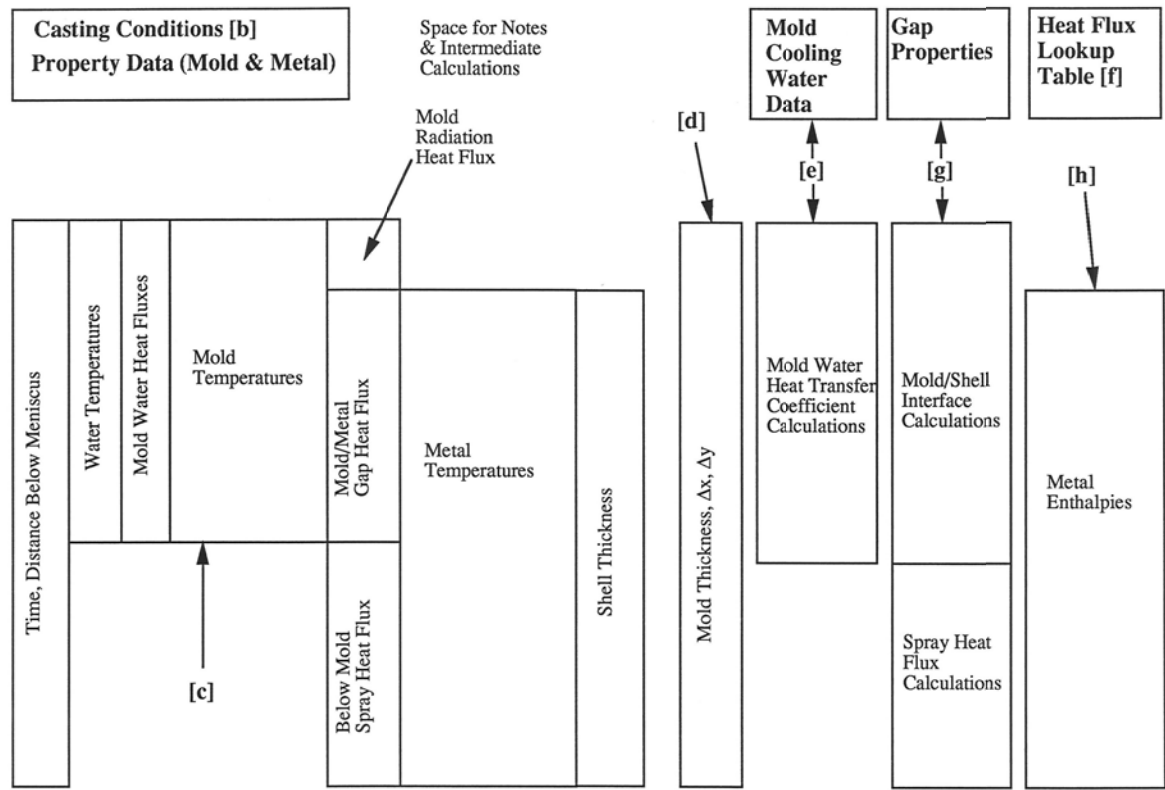 Casting Conditions [b]
Property Data (Mold & Metal)
Space for Notes
& Intermediate
Calculations
Mold
Radiation
Heat Flux
Mold
Cooling
Water
Data
Gap
Properties
Heat Flux
Lookup
Table [f]
[d]
[e]
[g]
[h]
Time, Distance Below Meniscus
Water Temperatures
Mold Water Heat Fluxes
Mold
Temperatures
Mold/Metal
Gap Heat Flux
Below Mold
Spray Heat Flux
Metal
Temperatures
Shell Thickness
[c]
Mold Thickness, Δx, Δy
Mold Water
Heat Transfer
Coefficient
Calculations
Mold/Shell
Interface
Calculations
Spray Heat
Flux
Calculations
Metal
Enthalpies